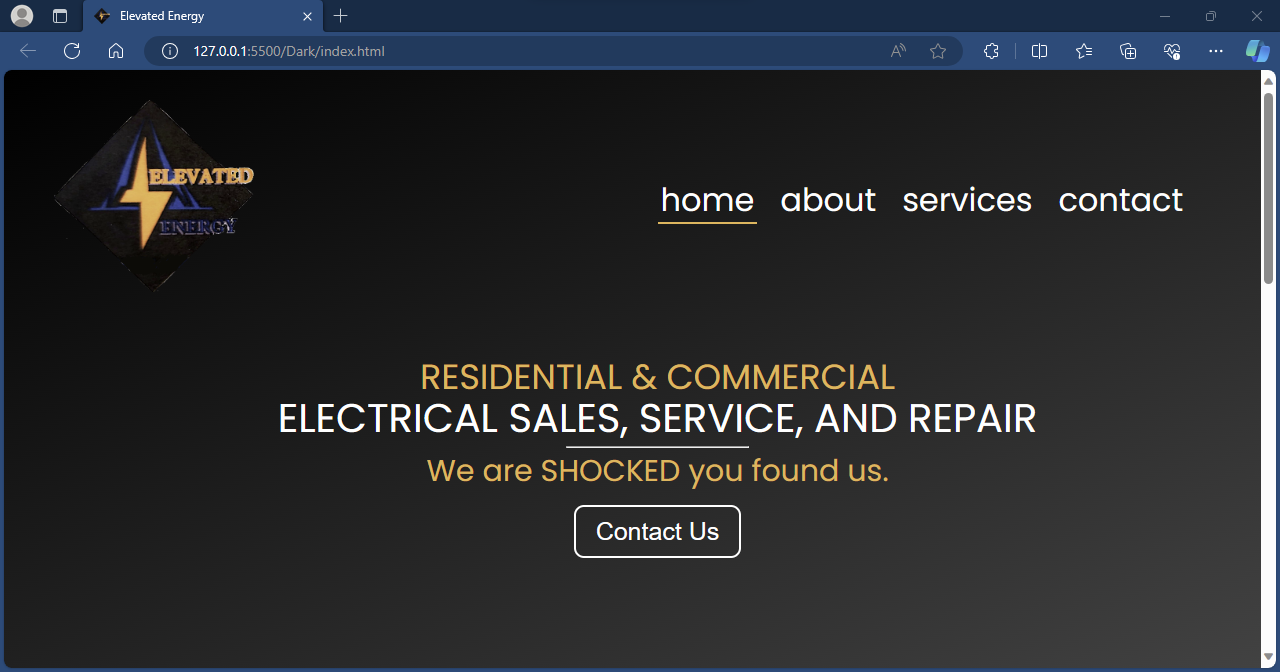 Elevated Energy
127.0.0.1:5500/Dark/index.html
ELEVATED
ENERGY
home about services contact
RESIDENTIAL & COMMERCIAL
ELECTRICAL SALES, SERVICE, AND REPAIR
We are SHOCKED you found us.
Contact Us